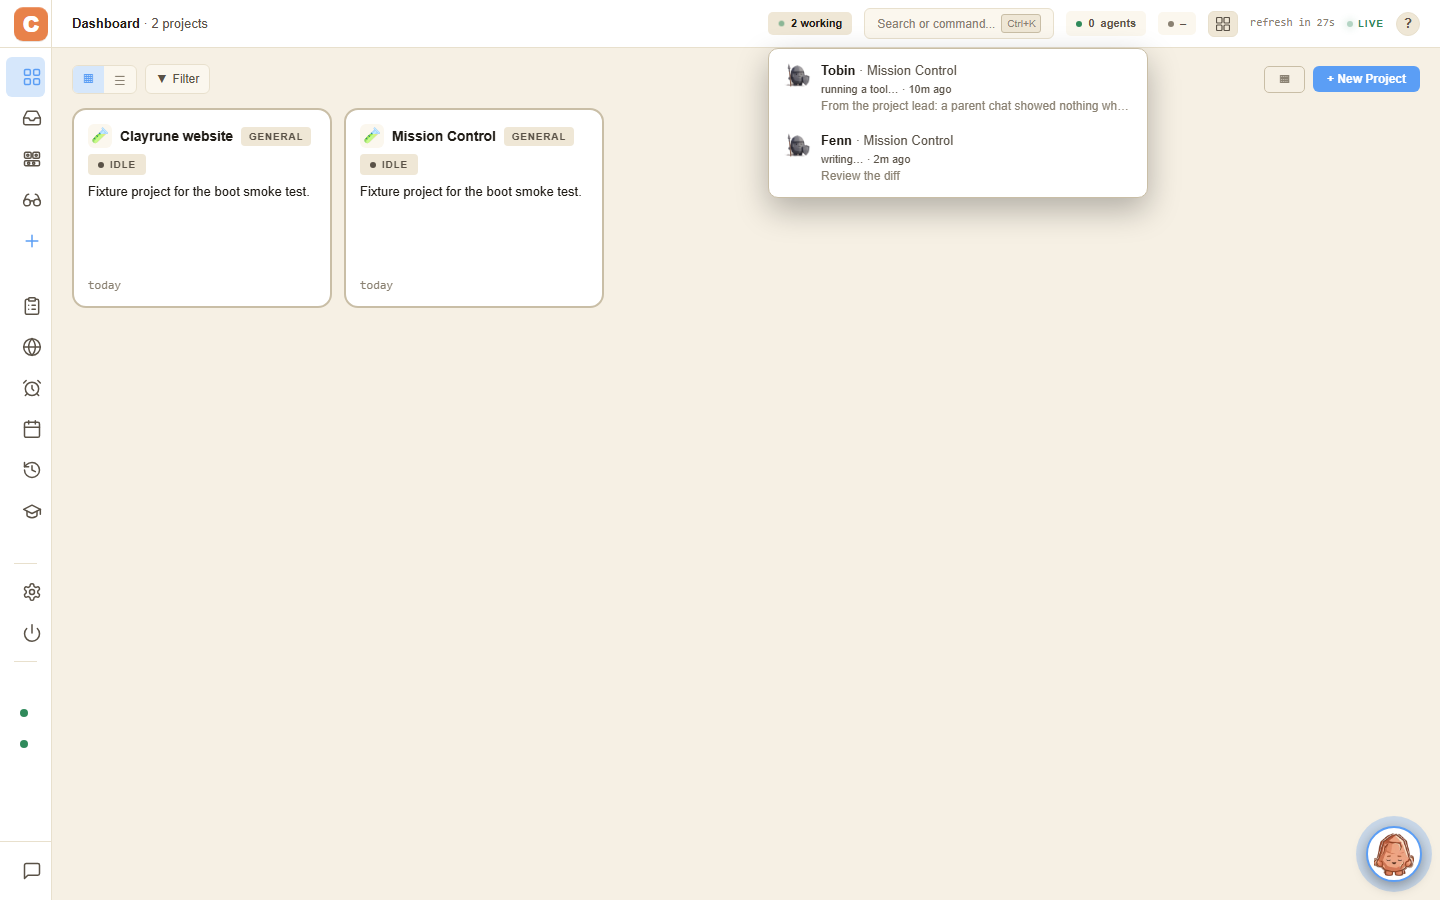 C
Dashboard · 2 projects
2 working
Search or command... Ctrl+K
0 agents
–
refresh in 27s
LIVE
?
Filter
+ New Project
Tobin · Mission Control
running a tool... · 10m ago
From the project lead: a parent chat showed nothing wh...
Fenn · Mission Control
writing... · 2m ago
Review the diff
Clayrune website GENERAL
IDLE
Fixture project for the boot smoke test.
today
Mission Control GENERAL
IDLE
Fixture project for the boot smoke test.
today